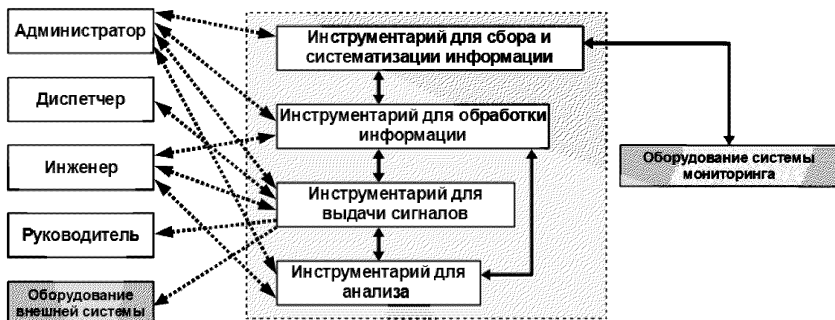 Администратор
Диспетчер
Инженер
Руководитель
Оборудование
внешней системы
Инструментарий для сбора и
систематизации информации
Инструментарий для обработки
информации
Инструментарий для
выдачи сигналов
Инструментарий для
анализа
Оборудование системы
мониторинга